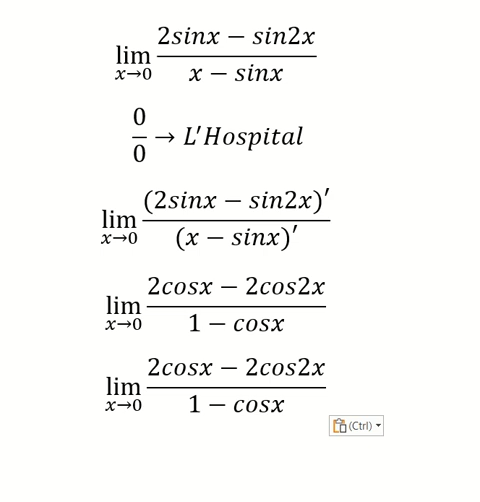 lim x→0 (2sinx − sin2x)/(x − sinx)
0/0 → L′Hospital
lim x→0 (2sinx − sin2x)′/(x − sinx)′
lim x→0 (2cosx − 2cos2x)/(1 − cosx)
lim x→0 (2cosx − 2cos2x)/(1 − cosx)
(Ctrl)